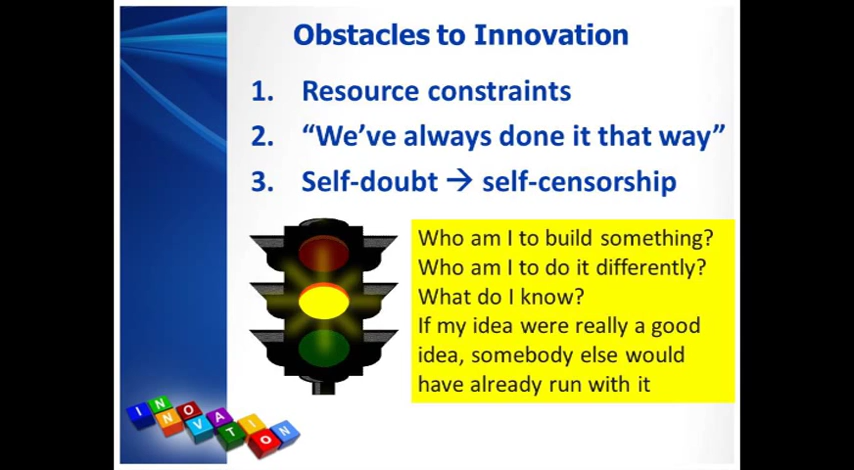 Obstacles to Innovation
1. Resource constraints
2. “We’ve always done it that way”
3. Self-doubt → self-censorship
Who am I to build something?
Who am I to do it differently?
What do I know?
If my idea were really a good
idea, somebody else would
have already run with it
INNOVATION